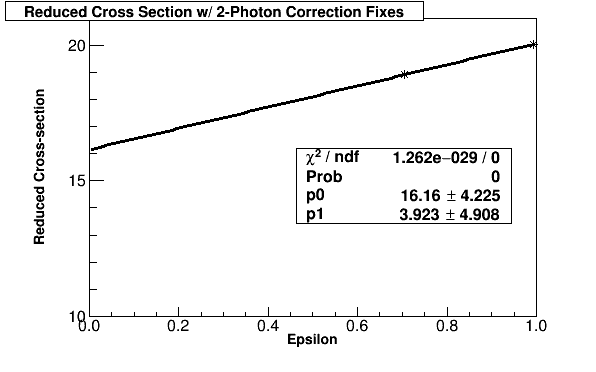 Reduced Cross Section w/ 2-Photon Correction Fixes
20
15
10
Reduced Cross-section
χ² / ndf 1.262e−029 / 0
Prob 0
p0 16.16 ± 4.225
p1 3.923 ± 4.908
0.0 0.2 0.4 0.6 0.8 1.0
Epsilon